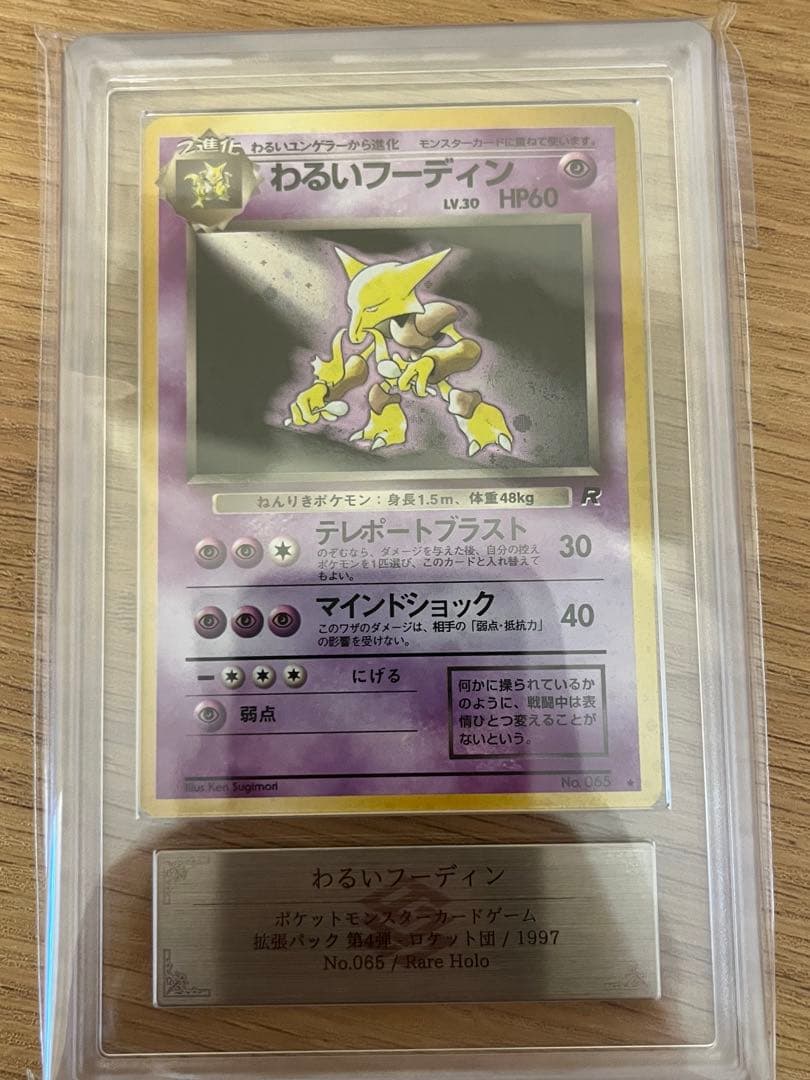 2進化 わるいユンゲラーから進化 モンスターカードに重ねて使います。
わるいフーディン
LV.30 HP60
ねんりきポケモン：身長1.5m、体重48kg R
テレポートブラスト 30
のぞむなら、ダメージを与えた後、自分の控え
ポケモンを1匹選び、このカードと入れ替えて
もよい。
マインドショック 40
このワザのダメージは、相手の「弱点・抵抗力」
の影響を受けない。
にげる
弱点
何かに操られているか
のように、戦闘中は表
情ひとつ変えることが
ないという。
Illus. Ken Sugimori No. 065 ★
わるいフーディン
ポケットモンスターカードゲーム
拡張パック 第4弾 - ロケット団 / 1997
No.065 / Rare Holo